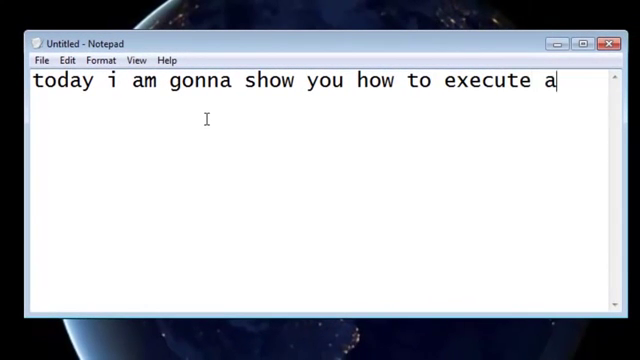 Untitled - Notepad
File Edit Format View Help
today i am gonna show you how to execute a